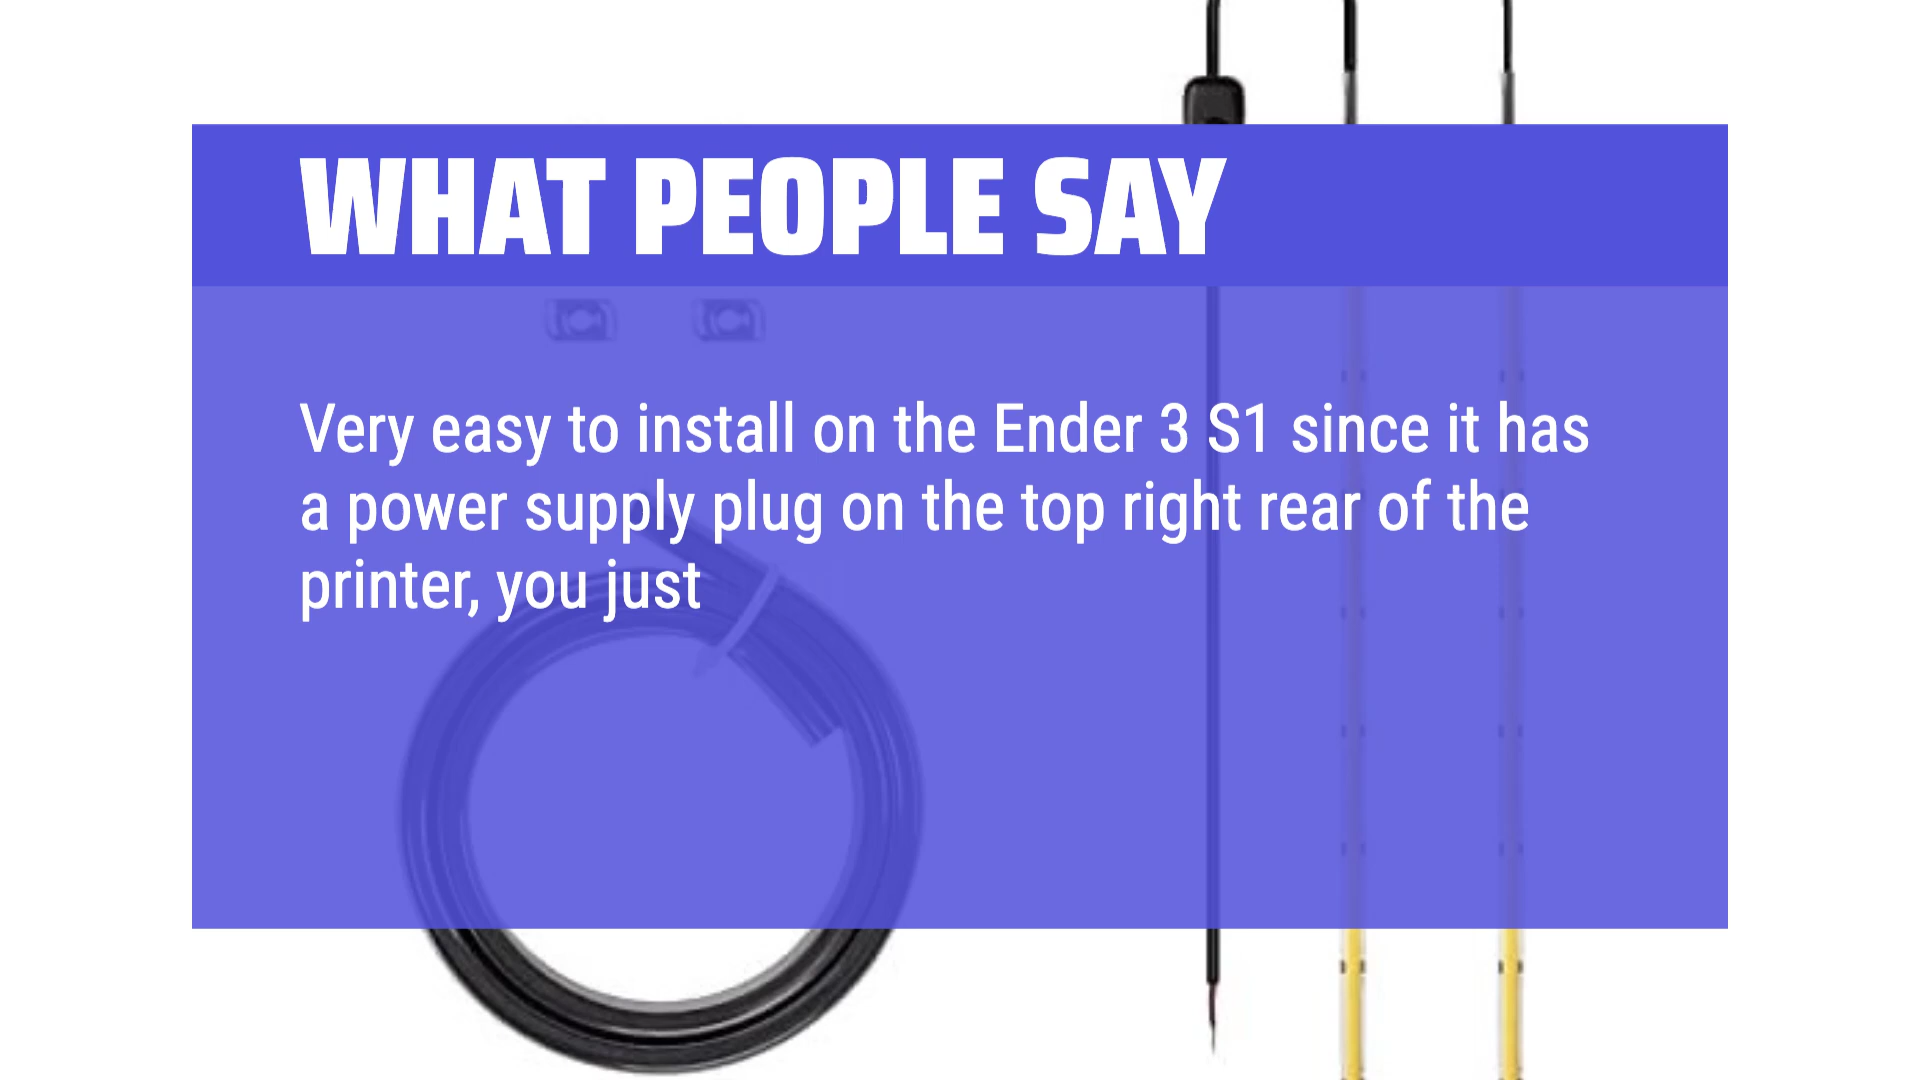 WHAT PEOPLE SAY
Very easy to install on the Ender 3 S1 since it has
a power supply plug on the top right rear of the
printer, you just